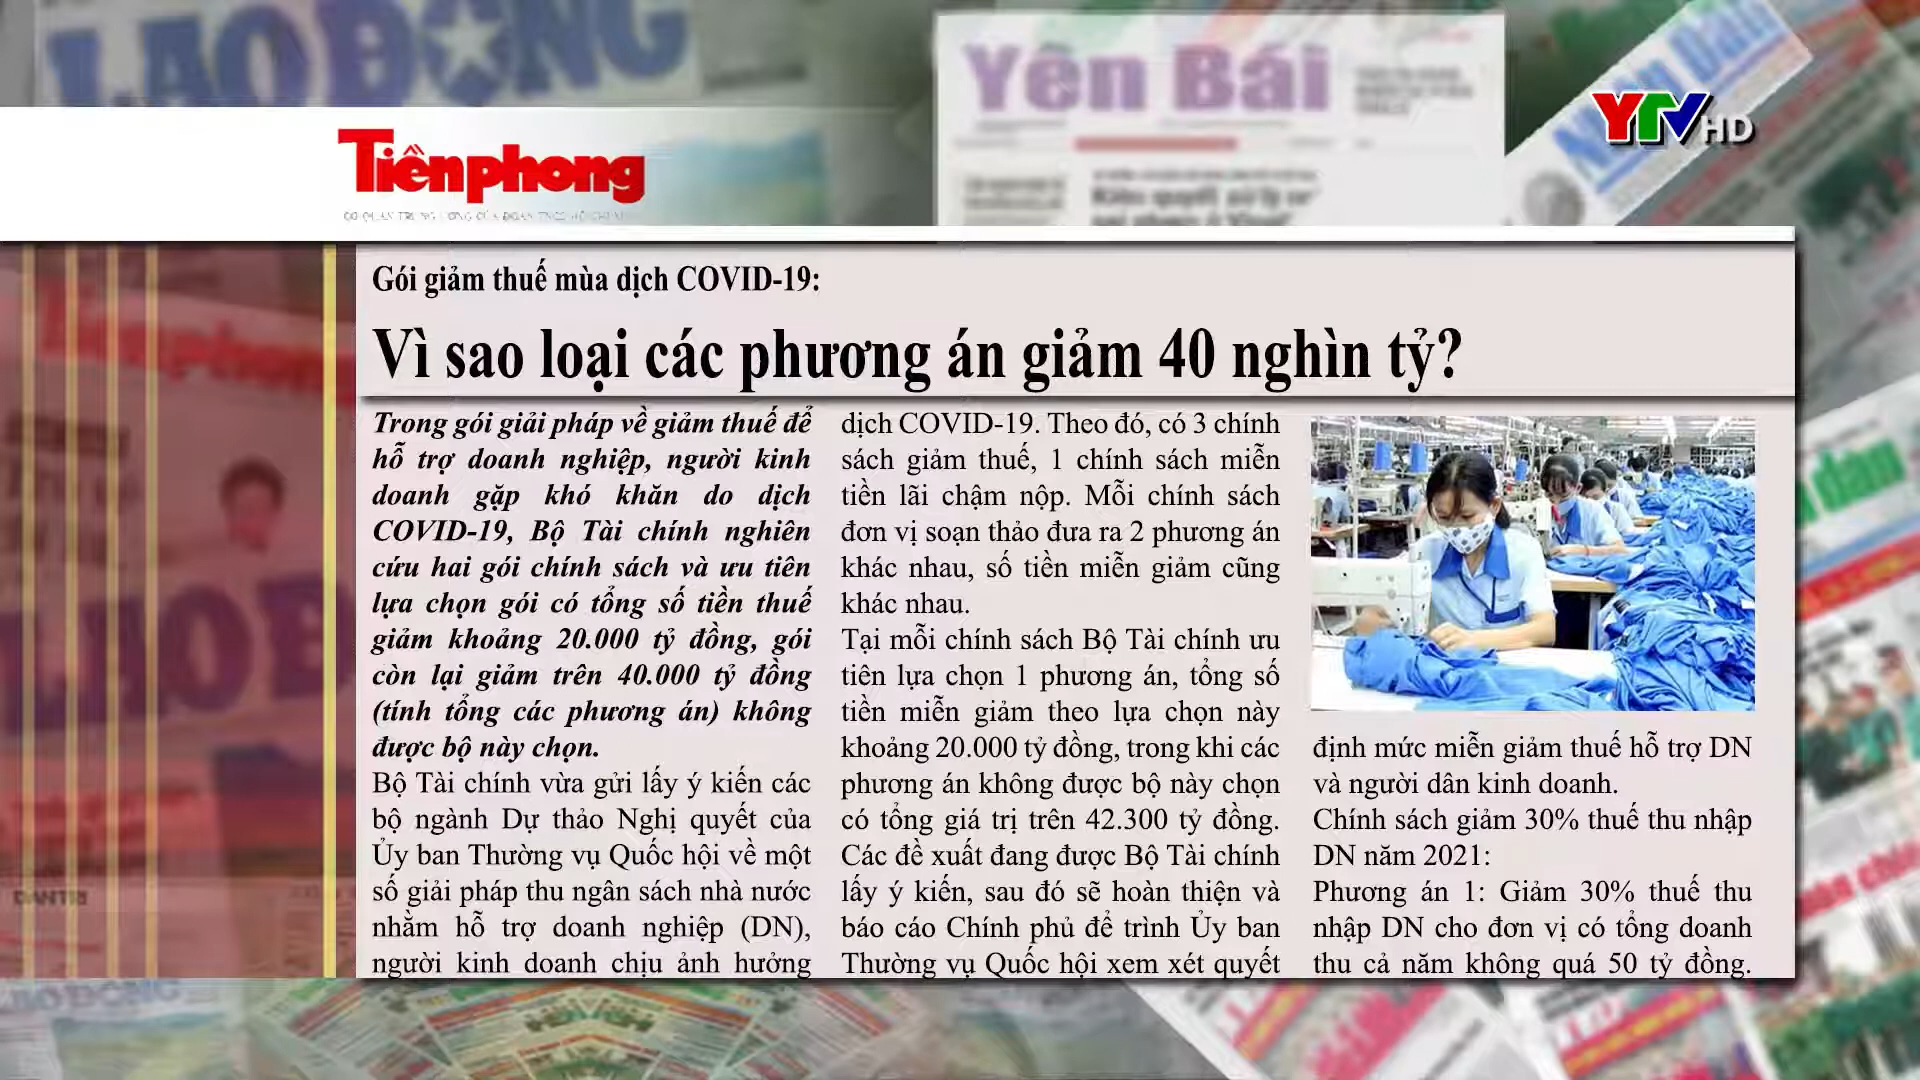 LAO ĐỘNG
Yên Bái
Nhân Dân
YTV HD
Tiền phong
Gói giảm thuế mùa dịch COVID-19:
Vì sao loại các phương án giảm 40 nghìn tỷ?
Trong gói giải pháp về giảm thuế để
hỗ trợ doanh nghiệp, người kinh
doanh gặp khó khăn do dịch
COVID-19, Bộ Tài chính nghiên
cứu hai gói chính sách và ưu tiên
lựa chọn gói có tổng số tiền thuế
giảm khoảng 20.000 tỷ đồng, gói
còn lại giảm trên 40.000 tỷ đồng
(tính tổng các phương án) không
được bộ này chọn.
Bộ Tài chính vừa gửi lấy ý kiến các
bộ ngành Dự thảo Nghị quyết của
Ủy ban Thường vụ Quốc hội về một
số giải pháp thu ngân sách nhà nước
nhằm hỗ trợ doanh nghiệp (DN),
người kinh doanh chịu ảnh hưởng
dịch COVID-19. Theo đó, có 3 chính
sách giảm thuế, 1 chính sách miễn
tiền lãi chậm nộp. Mỗi chính sách
đơn vị soạn thảo đưa ra 2 phương án
khác nhau, số tiền miễn giảm cũng
khác nhau.
Tại mỗi chính sách Bộ Tài chính ưu
tiên lựa chọn 1 phương án, tổng số
tiền miễn giảm theo lựa chọn này
khoảng 20.000 tỷ đồng, trong khi các
phương án không được bộ này chọn
có tổng giá trị trên 42.300 tỷ đồng.
Các đề xuất đang được Bộ Tài chính
lấy ý kiến, sau đó sẽ hoàn thiện và
báo cáo Chính phủ để trình Ủy ban
Thường vụ Quốc hội xem xét quyết
định mức miễn giảm thuế hỗ trợ DN
và người dân kinh doanh.
Chính sách giảm 30% thuế thu nhập
DN năm 2021:
Phương án 1: Giảm 30% thuế thu
nhập DN cho đơn vị có tổng doanh
thu cả năm không quá 50 tỷ đồng.
LAO ĐỘNG
DANTRI